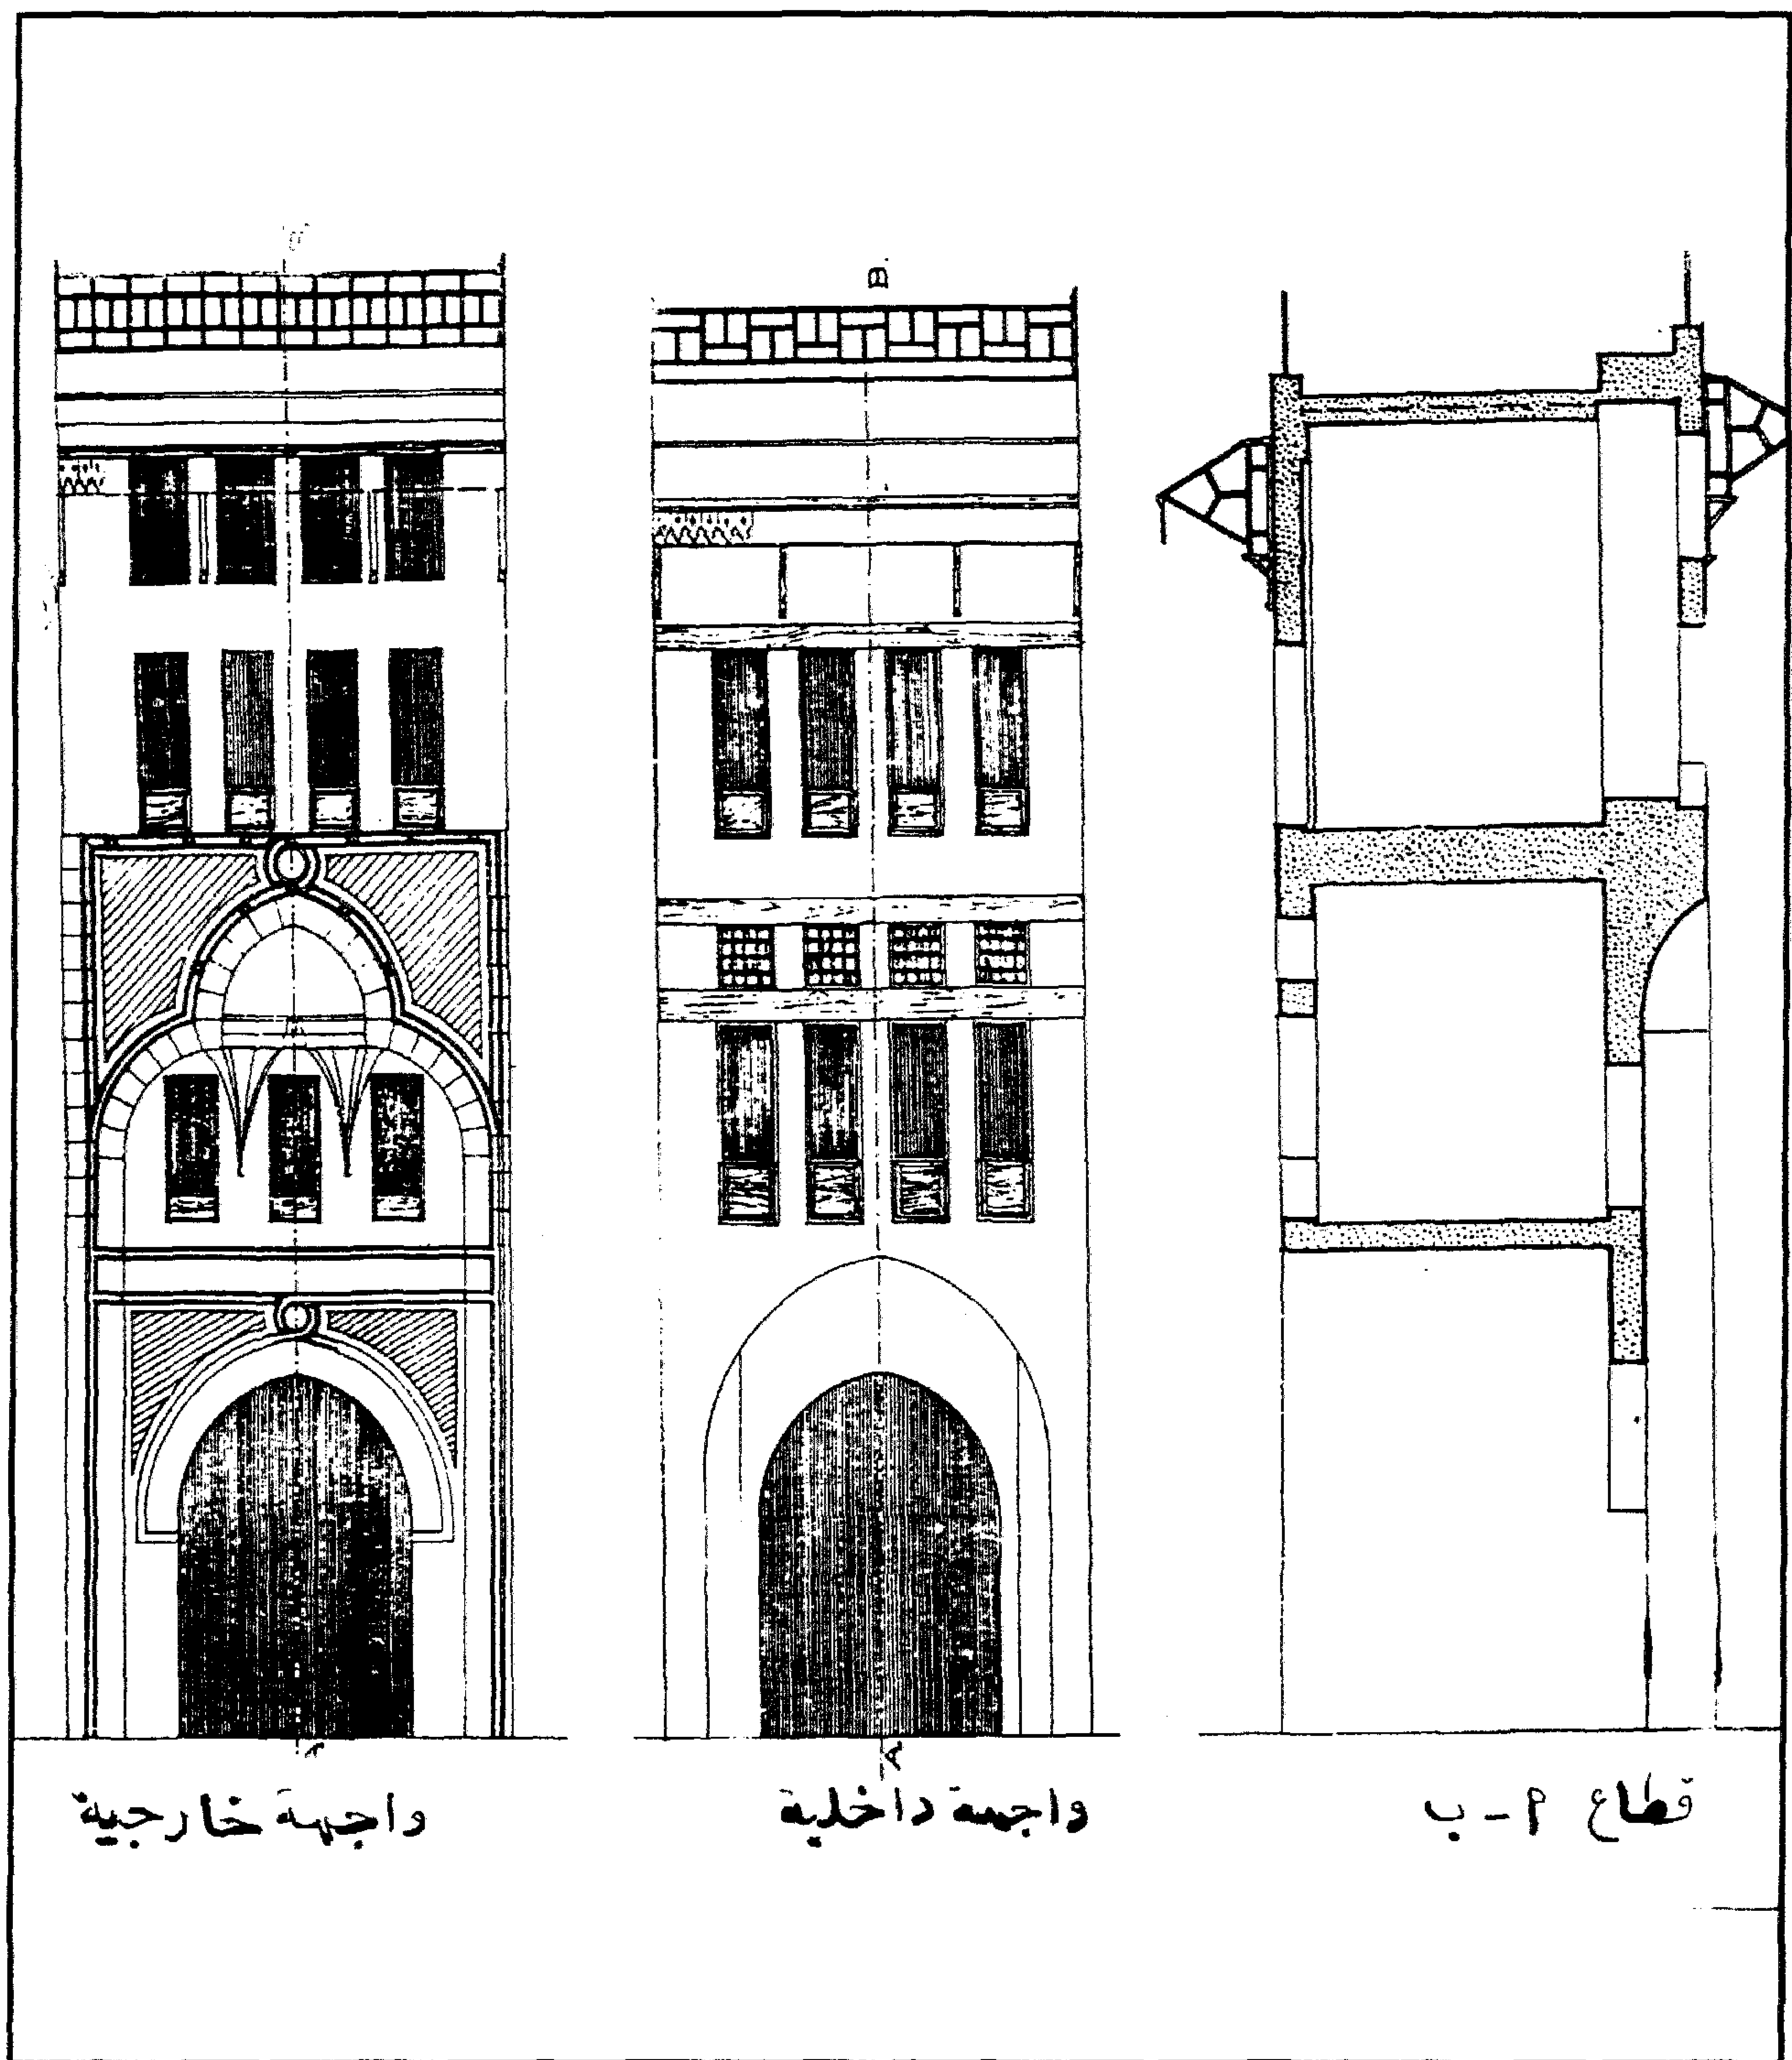 B
A
A
قطاع م - ب
واجهة داخلية
واجهة خارجية